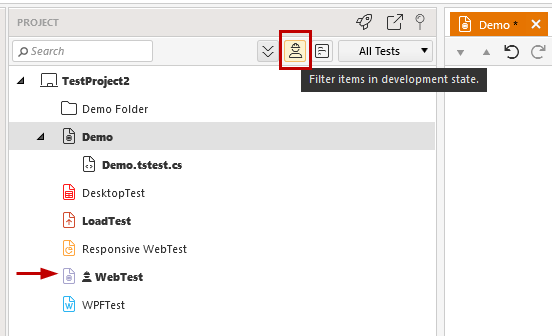 PROJECT
Demo *
Search
All Tests
Filter items in development state.
TestProject2
Demo Folder
Demo
Demo.tstest.cs
DesktopTest
LoadTest
Responsive WebTest
WebTest
WPFTest